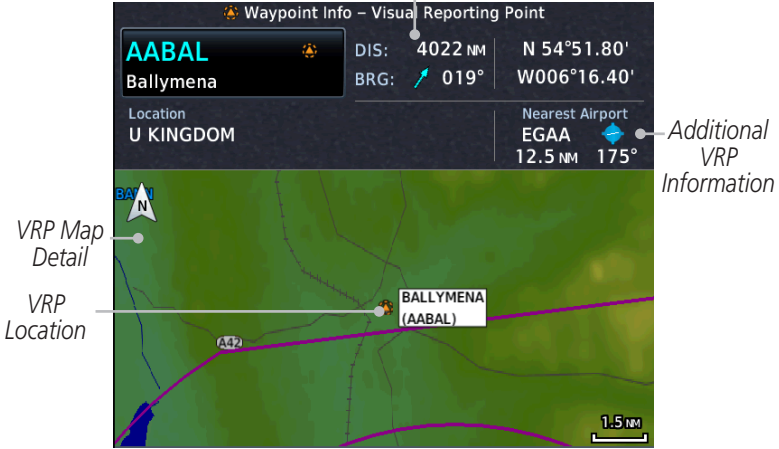 Waypoint Info – Visual Reporting Point
AABAL
Ballymena
DIS: 4022 NM
BRG: 019°
N 54°51.80'
W006°16.40'
Location
U KINGDOM
Nearest Airport
EGAA
12.5 NM 175°
Additional
VRP
Information
N
VRP Map
Detail
VRP
Location
BALLYMENA
(AABAL)
A42
1.5 NM